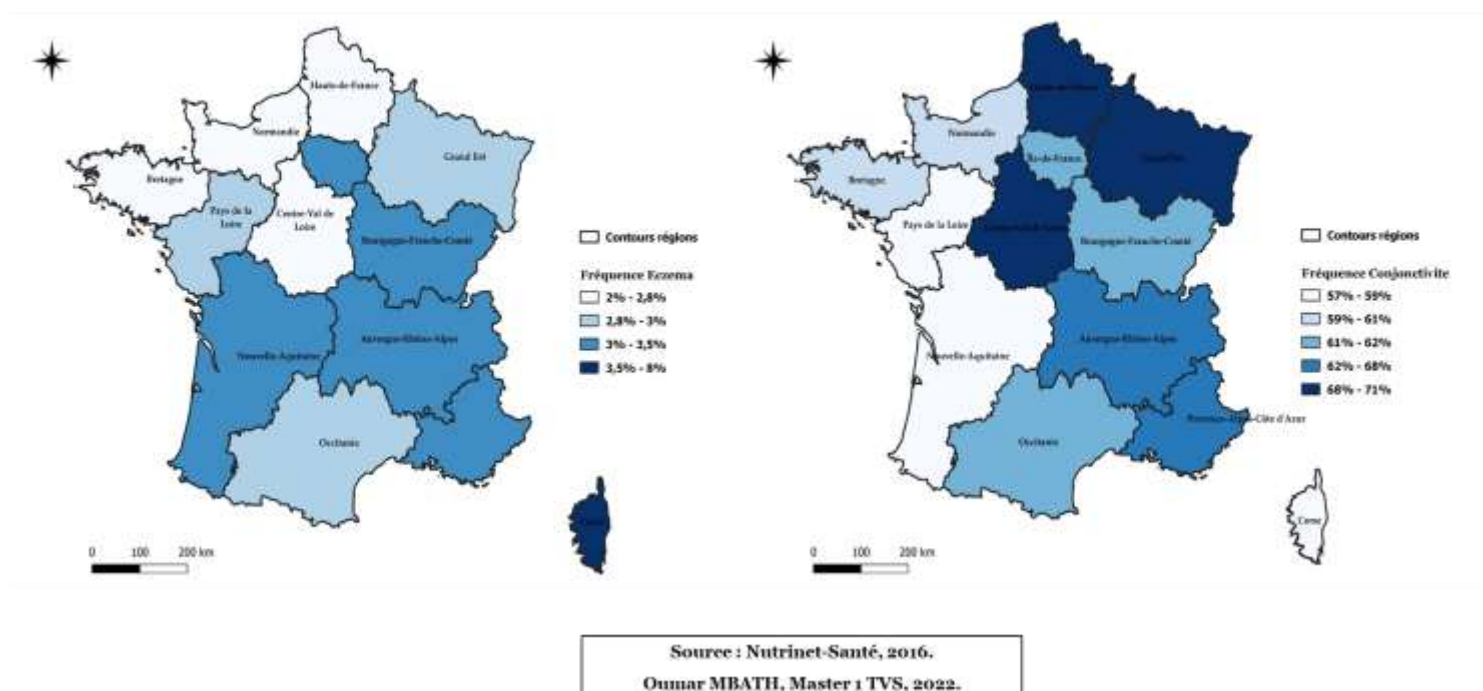 Hauts-de-France
Normandie
Grand Est
Bretagne
Pays de la
Loire
Centre-Val de
Loire
Bourgogne-Franche-Comté
Nouvelle-Aquitaine
Auvergne-Rhône-Alpes
Occitanie
0 100 200 km
Contours régions
Fréquence Eczema
2% - 2,8%
2,8% - 3%
3% - 3,5%
3,5% - 8%
Normandie
Île-de-France
Bretagne
Pays de la Loire
Bourgogne-Franche-Comté
Nouvelle-Aquitaine
Auvergne-Rhône-Alpes
Côte d'Azur
Occitanie
Corse
0 100 200 km
Contours régions
Fréquence Conjonctivite
57% - 59%
59% - 61%
61% - 62%
62% - 68%
68% - 71%
Source : Nutrinet-Santé, 2016.
Oumar MBATH, Master 1 TVS, 2022.